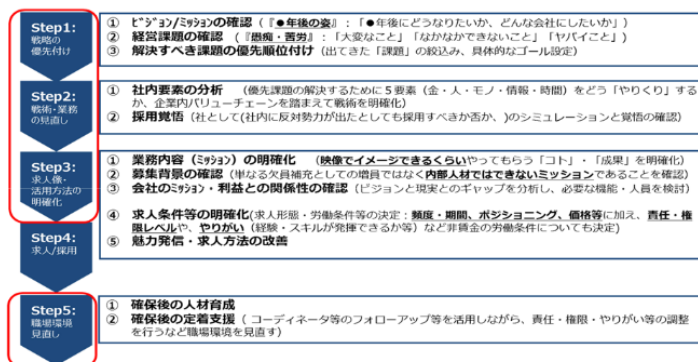 Step1:
戦略の
優先付け
① ﾋﾞｼﾞｮﾝ/ﾐｯｼｮﾝの確認（『●年後の姿』：「●年後にどうなりたいか、どんな会社にしたいか」)
② 経営課題の確認（『愚痴・苦労』：「大変なこと」「なかなかできないこと」「ヤバイこと」)
③ 解決すべき課題の優先順位付け（出てきた「課題」の絞込み、具体的なゴール設定）
Step2:
戦術・業務
の見直し
① 社内要素の分析 （優先課題の解決するために５要素（金・人・モノ・情報・時間）をどう「やりくり」する
か、企業内バリューチェーンを踏まえて戦術を明確化）
② 採用覚悟（社として(社内に反対勢力が出たとしても採用すべきか否か、)のシミュレーションと覚悟の確認）
Step3:
求人像・
活用方法の
明確化
① 業務内容（ﾐｯｼｮﾝ）の明確化 （映像でイメージできるくらいやってもらう「コト」・「成果」を明確化）
② 募集背景の確認（単なる欠員補充としての増員ではなく内部人材ではできないミッションであることを確認）
③ 会社のﾐｯｼｮﾝ・利益との関係性の確認（ビジョンと現実とのギャップを分析し、必要な機能・人員を検討）
Step4:
求人/採用
④ 求人条件等の明確化(求人形態・労働条件等の決定：頻度・期間、ポジショニング、価格等に加え、責任・権
限レベルや、やりがい（経験・スキルが発揮できるか等）など非賃金の労働条件についても決定)
⑤ 魅力発信・求人方法の改善
Step5:
職場環境
見直し
① 確保後の人材育成
② 確保後の定着支援（ コーディネータ等のフォローアップ等を活用しながら、責任・権限・やりがい等の調整
を行うなど職場環境を見直す）